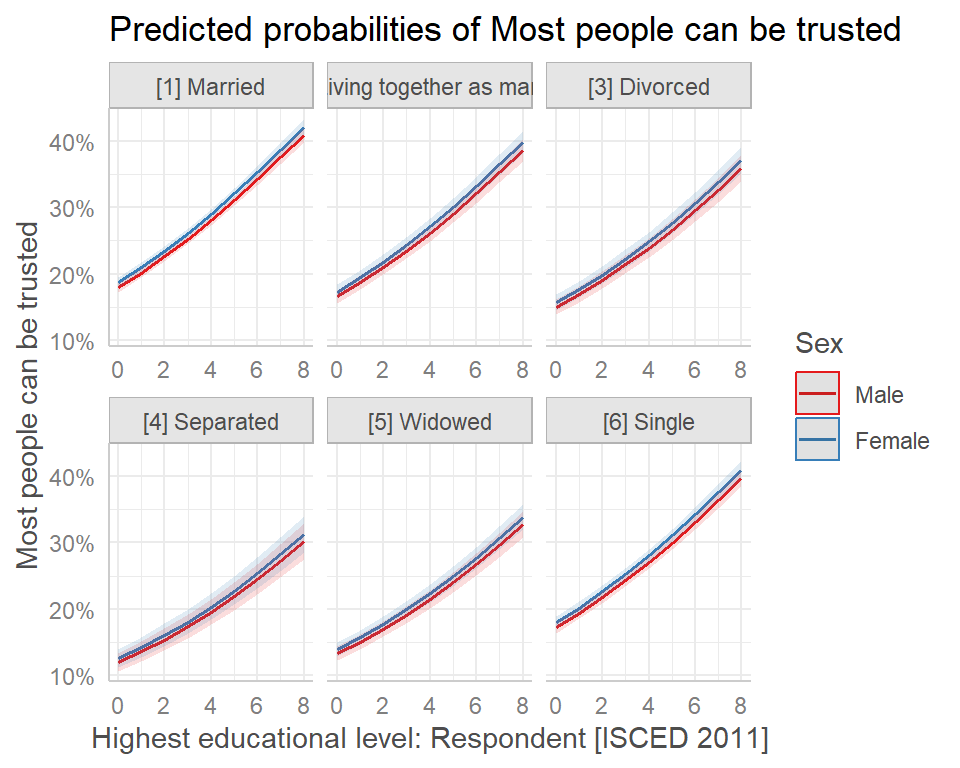 Predicted probabilities of Most people can be trusted
[1] Married
iving together as mar
[3] Divorced
40%
30%
20%
10%
0 2 4 6 8
0 2 4 6 8
0 2 4 6 8
[4] Separated
[5] Widowed
[6] Single
40%
30%
20%
10%
0 2 4 6 8
0 2 4 6 8
0 2 4 6 8
Most people can be trusted
Highest educational level: Respondent [ISCED 2011]
Sex
Male
Female